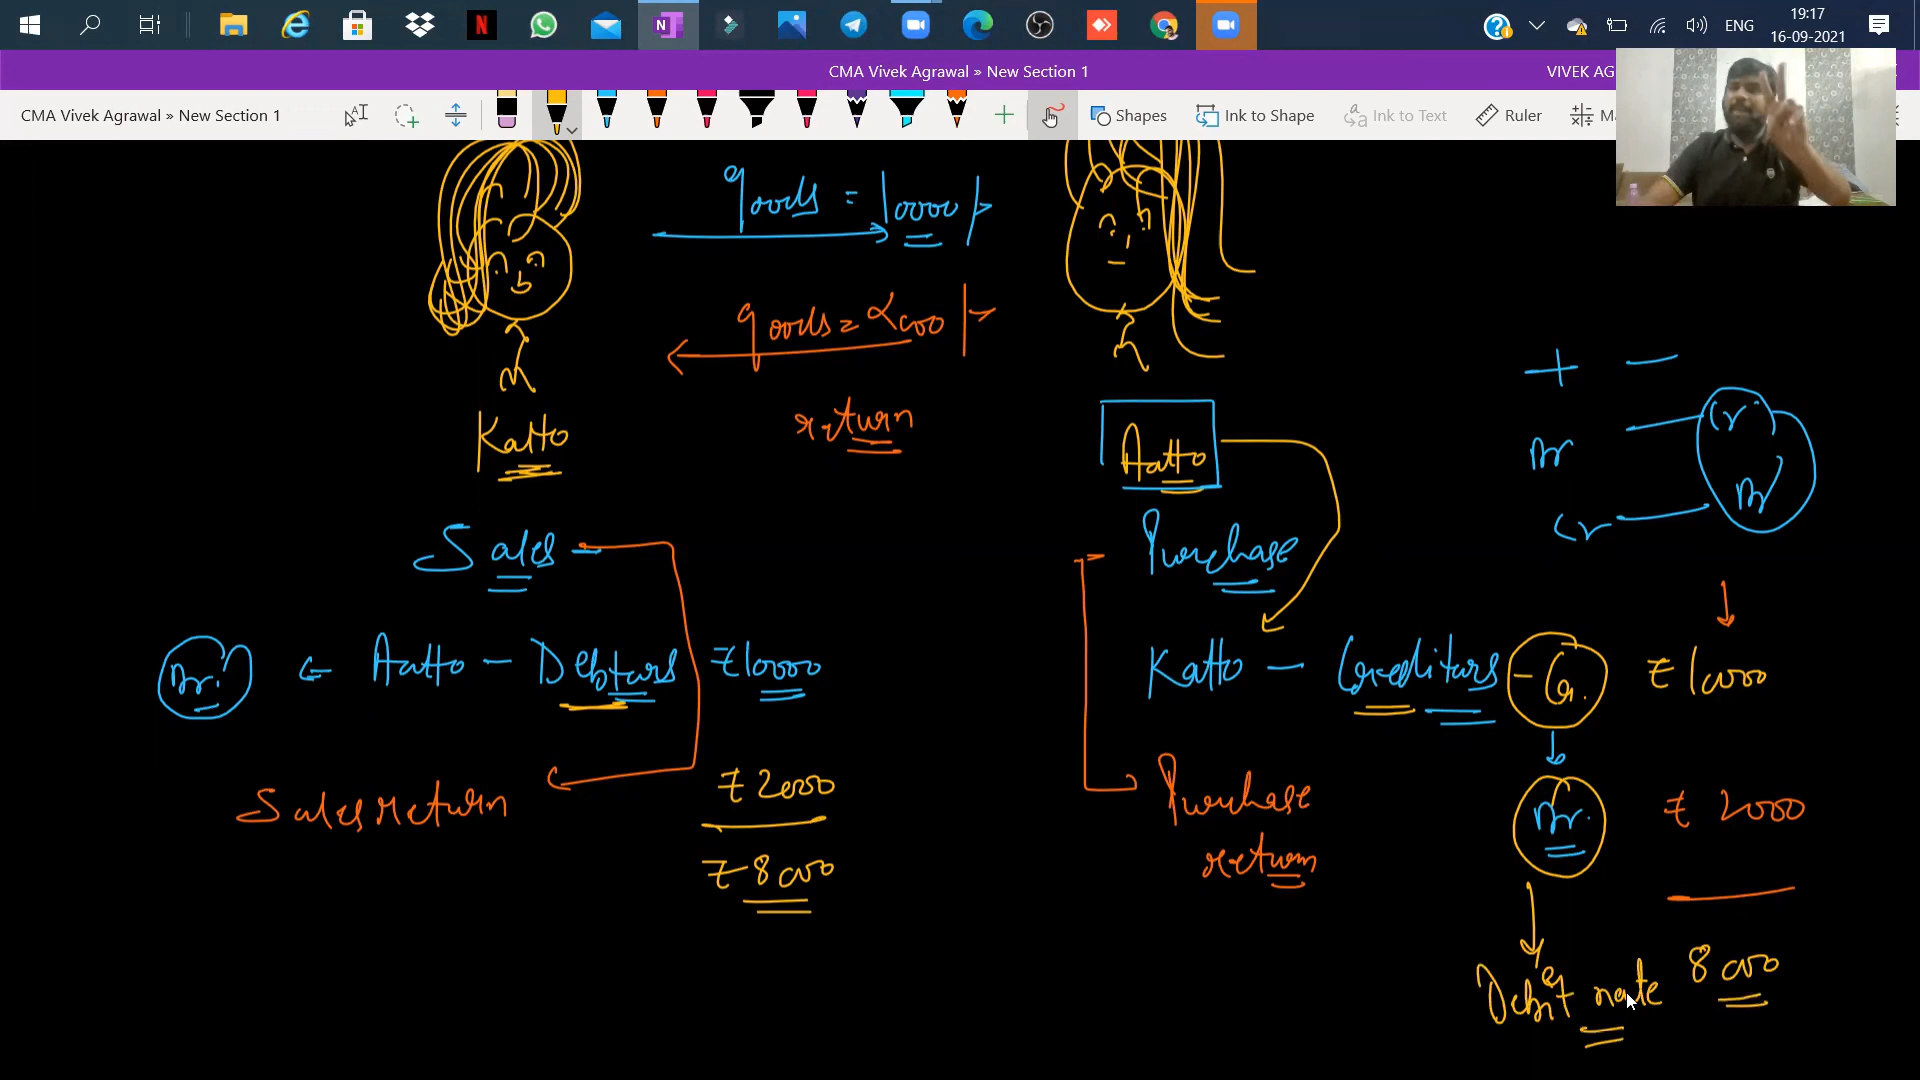 19:17
ENG
16-09-2021
CMA Vivek Agrawal » New Section 1
VIVEK AG
CMA Vivek Agrawal » New Section 1
Shapes
Ink to Shape
Ink to Text
Ruler
goods = 10000/-
goods = 2000/-
return
Katto
Aatto
+ -
Dr Cr
Cr Dr
Sales
Purchase
Dr. ← Aatto - Debtors ₹10000
Katto - Creditors - Cr. ₹10000
Sales return ₹2000
Purchase return
Dr. ₹2000
₹8000
Debit note 8000